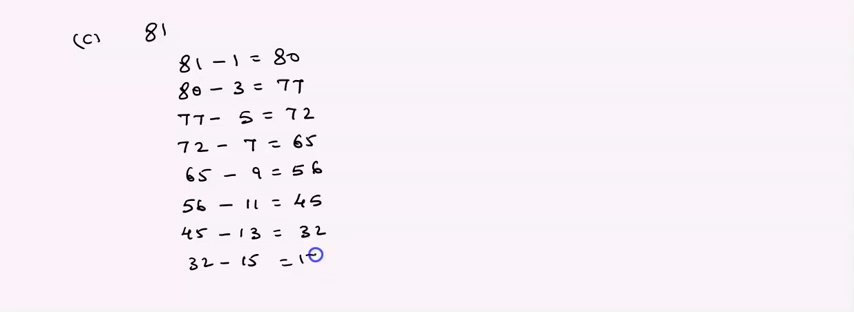 (c) 81
81 - 1 = 80
80 - 3 = 77
77 - 5 = 72
72 - 7 = 65
65 - 9 = 56
56 - 11 = 45
45 - 13 = 32
32 - 15 = 1